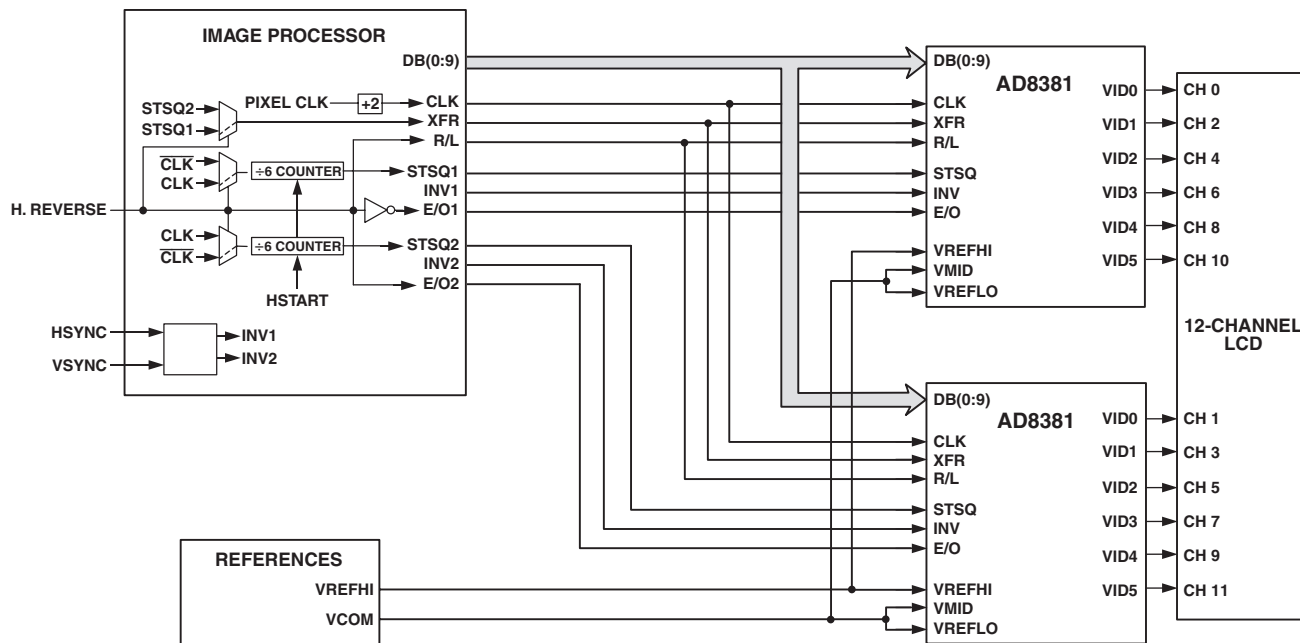 IMAGE PROCESSOR
DB(0:9)
STSQ2
STSQ1
PIXEL CLK
÷2
CLK
XFR
R/L
CLK
CLK
÷6 COUNTER
STSQ1
INV1
E/O1
H. REVERSE
CLK
CLK
÷6 COUNTER
STSQ2
INV2
E/O2
HSTART
HSYNC
VSYNC
INV1
INV2
REFERENCES
VREFHI
VCOM
DB(0:9)
AD8381
CLK
XFR
R/L
STSQ
INV
E/O
VREFHI
VMID
VREFLO
VID0
VID1
VID2
VID3
VID4
VID5
DB(0:9)
AD8381
CLK
XFR
R/L
STSQ
INV
E/O
VREFHI
VMID
VREFLO
VID0
VID1
VID2
VID3
VID4
VID5
CH 0
CH 2
CH 4
CH 6
CH 8
CH 10
12-CHANNEL
LCD
CH 1
CH 3
CH 5
CH 7
CH 9
CH 11